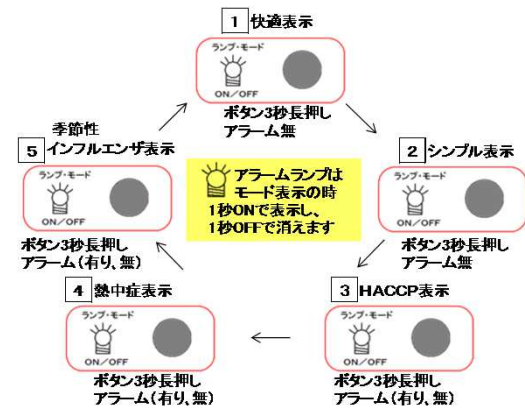 1 快適表示
ランプ・モード
ON/OFF
ボタン3秒長押し
アラーム無
2 シンプル表示
ランプ・モード
ON/OFF
ボタン3秒長押し
アラーム無
3 HACCP表示
ランプ・モード
ON/OFF
ボタン3秒長押し
アラーム(有り、無)
4 熱中症表示
ランプ・モード
ON/OFF
ボタン3秒長押し
アラーム(有り、無)
季節性
5 インフルエンザ表示
ランプ・モード
ON/OFF
ボタン3秒長押し
アラーム(有り、無)
アラームランプは
モード表示の時
1秒ONで表示し、
1秒OFFで消えます